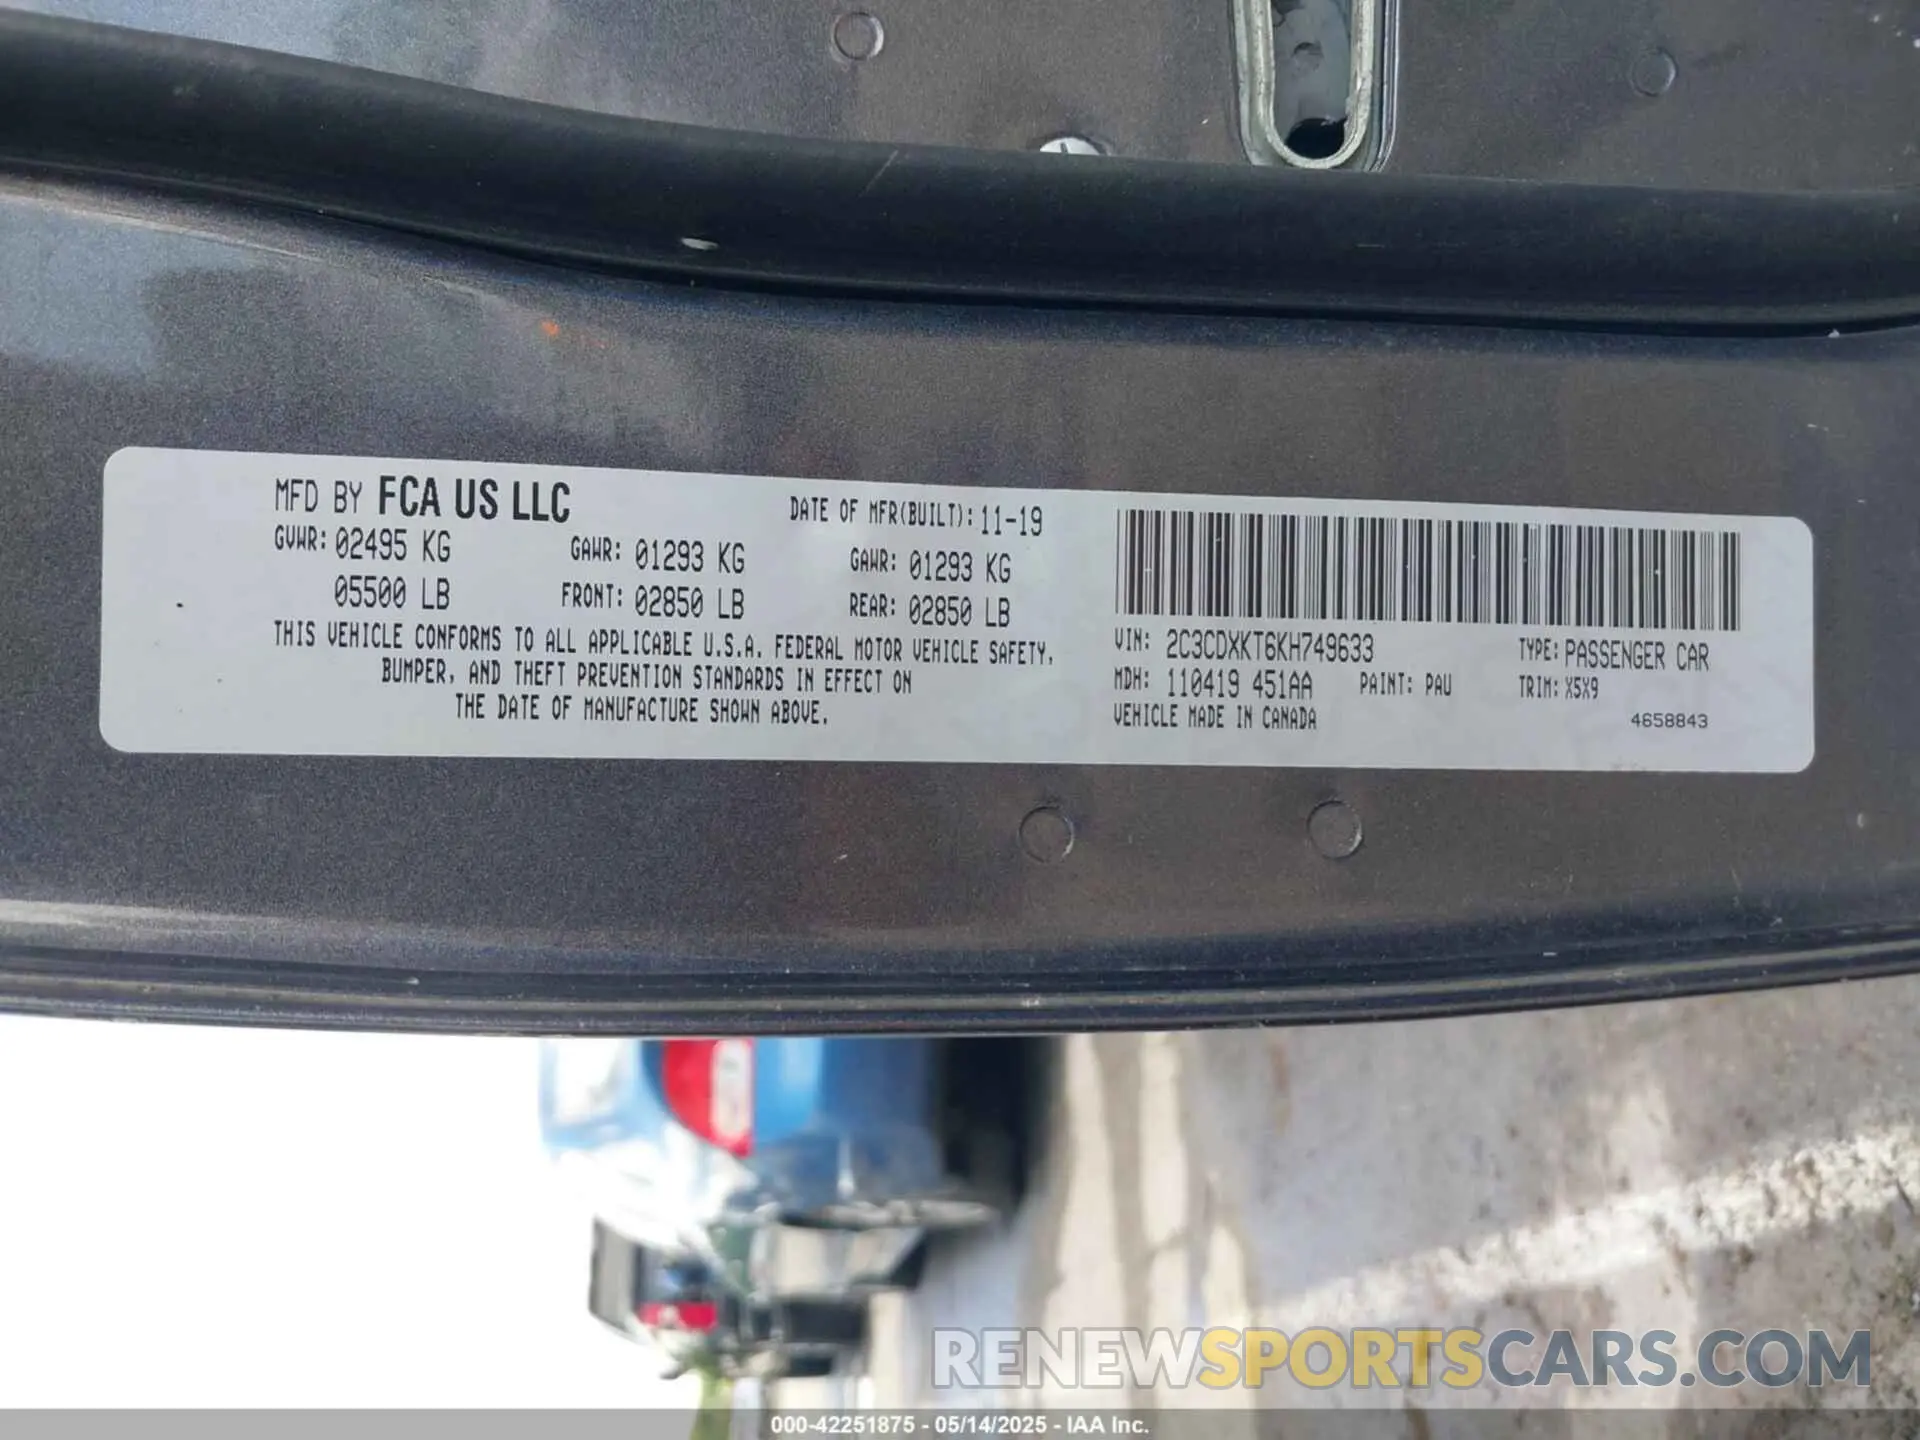 MFD BY FCA US LLC
DATE OF MFR(BUILT): 11-19
GVWR: 02495 KG
05500 LB
GAWR: 01293 KG
FRONT: 02850 LB
GAWR: 01293 KG
REAR: 02850 LB
THIS VEHICLE CONFORMS TO ALL APPLICABLE U.S.A. FEDERAL MOTOR VEHICLE SAFETY,
BUMPER, AND THEFT PREVENTION STANDARDS IN EFFECT ON
THE DATE OF MANUFACTURE SHOWN ABOVE.
VIN: 2C3CDXKT6KH749633
TYPE: PASSENGER CAR
MDH: 110419 451AA
PAINT: PAU
TRIM: X5X9
VEHICLE MADE IN CANADA
4658843
RENEWSPORTSCARS.COM
000-42251875 - 05/14/2025 - IAA Inc.